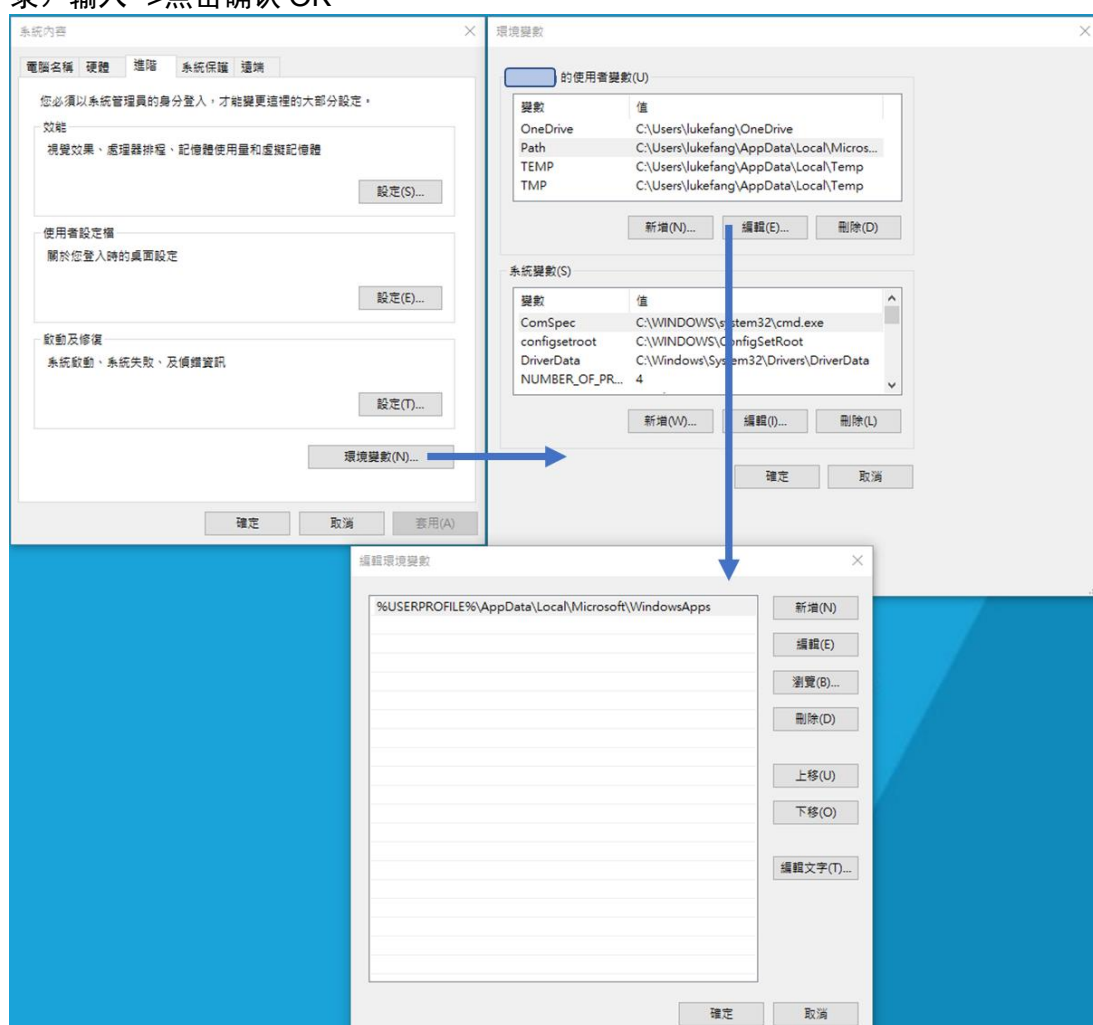 录）输入->点击确认 OK
系統內容
電腦名稱 硬體 進階 系統保護 遠端
您必須以系統管理員的身分登入，才能變更這裡的大部分設定。
效能
視覺效果、處理器排程、記憶體使用量和虛擬記憶體
設定(S)...
使用者設定檔
關於您登入時的桌面設定
設定(E)...
啟動及修復
系統啟動、系統失敗、及偵錯資訊
設定(T)...
環境變數(N)...
確定 取消 套用(A)
環境變數
的使用者變數(U)
變數 值
OneDrive C:\Users\lukefang\OneDrive
Path C:\Users\lukefang\AppData\Local\Micros...
TEMP C:\Users\lukefang\AppData\Local\Temp
TMP C:\Users\lukefang\AppData\Local\Temp
新增(N)... 編輯(E)... 刪除(D)
系統變數(S)
變數 值
ComSpec C:\WINDOWS\system32\cmd.exe
configsetroot C:\WINDOWS\ConfigSetRoot
DriverData C:\Windows\System32\Drivers\DriverData
NUMBER_OF_PR... 4
新增(W)... 編輯(I)... 刪除(L)
確定 取消
編輯環境變數
%USERPROFILE%\AppData\Local\Microsoft\WindowsApps
新增(N)
編輯(E)
瀏覽(B)...
刪除(D)
上移(U)
下移(O)
編輯文字(T)...
確定 取消